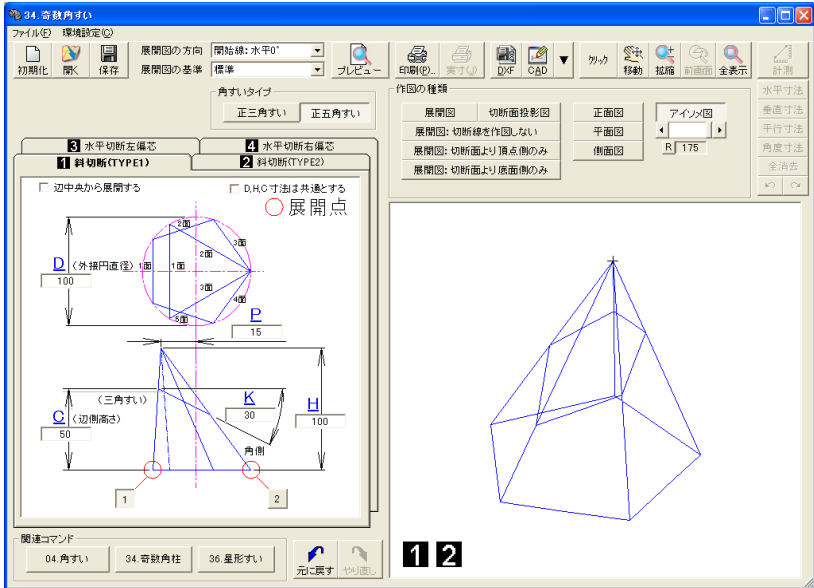 34.奇数角すい
ファイル(F) 環境設定(C)
初期化 開く 保存
展開図の方向 開始線:水平0°
展開図の基準 標準
プレビュー 印刷(P).. 実寸(J) DXF CAD ▼ クリック 移動 拡縮 前画面 全表示 計測
角すいタイプ
正三角すい 正五角すい
作図の種類
展開図 切断面投影図
展開図:切断線を作図しない
展開図:切断面より頂点側のみ
展開図:切断面より底面側のみ
正面図
平面図
側面図
アイソメ図
R 175
水平寸法
垂直寸法
平行寸法
角度寸法
全消去
3 水平切断左偏芯 4 水平切断右偏芯
1 斜切断(TYPE1) 2 斜切断(TYPE2)
辺中央から展開する D,H,C寸法は共通とする
○展開点
D (外接円直径)
100
1面 1面 2面 2面 3面 3面 4面 5面
P
15
(三角すい)
C (辺側高さ)
50
K
30
H
100
角側
1 2
関連コマンド
04.角すい 34.奇数角柱 36.星形すい
元に戻す やり直し
1 2